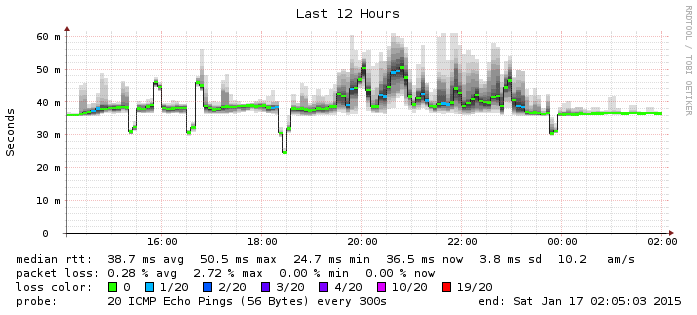 Last 12 Hours
RRDTOOL / TOBI OETIKER
Seconds
60 m
50 m
40 m
30 m
20 m
10 m
0
16:00 18:00 20:00 22:00 00:00 02:00
median rtt: 38.7 ms avg 50.5 ms max 24.7 ms min 36.5 ms now 3.8 ms sd 10.2 am/s
packet loss: 0.28 % avg 2.72 % max 0.00 % min 0.00 % now
loss color: 0 1/20 2/20 3/20 4/20 10/20 19/20
probe: 20 ICMP Echo Pings (56 Bytes) every 300s end: Sat Jan 17 02:05:03 2015